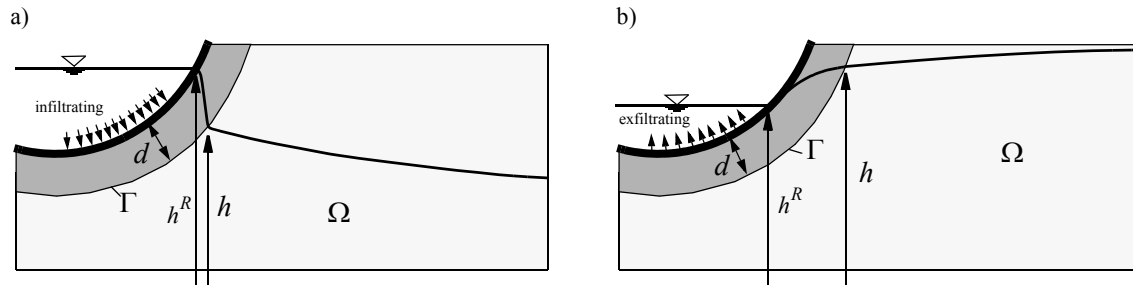 a)
infiltrating
d
Γ
h^R
h
Ω
b)
exfiltrating
d
Γ
h^R
h
Ω